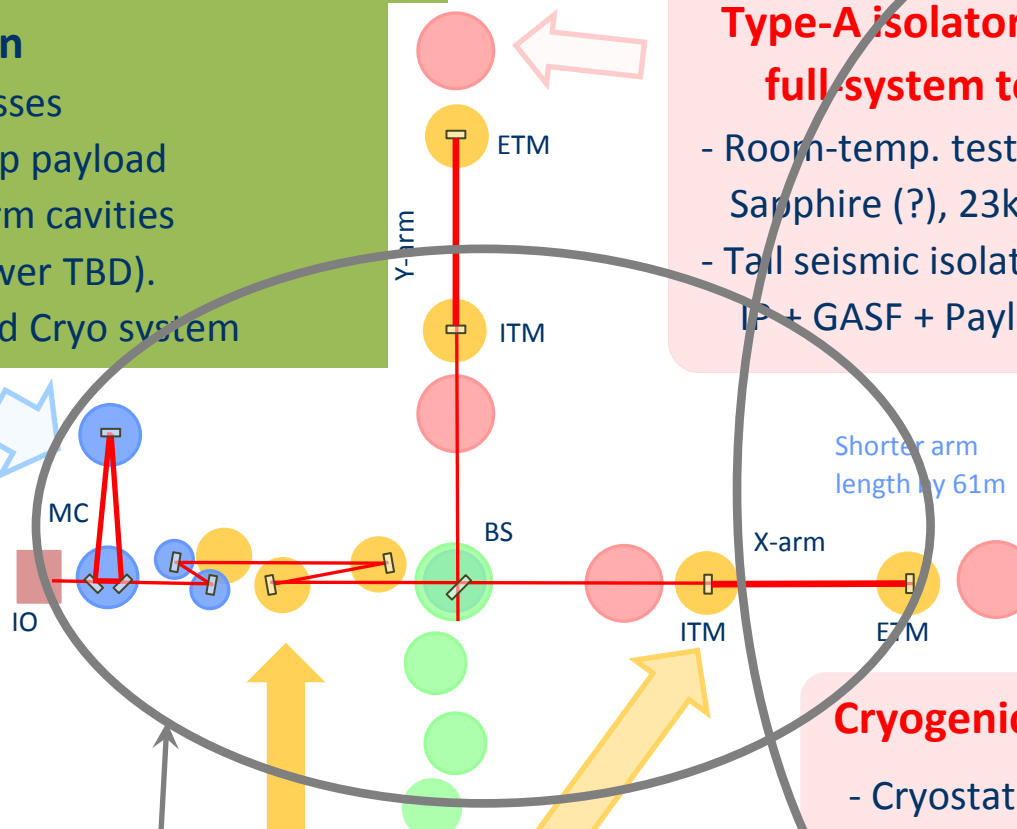 n
sses
p payload
rm cavities
wer TBD).
d Cryo system
Type-A isolator
full-system te
- Room-temp. test
Sapphire (?), 23k
- Tall seismic isolat
IP + GASF + Payl
ETM
Y-arm
ITM
Shorter arm
length by 61m
MC
BS
X-arm
IO
ITM
ETM
Cryogenic
- Cryostat